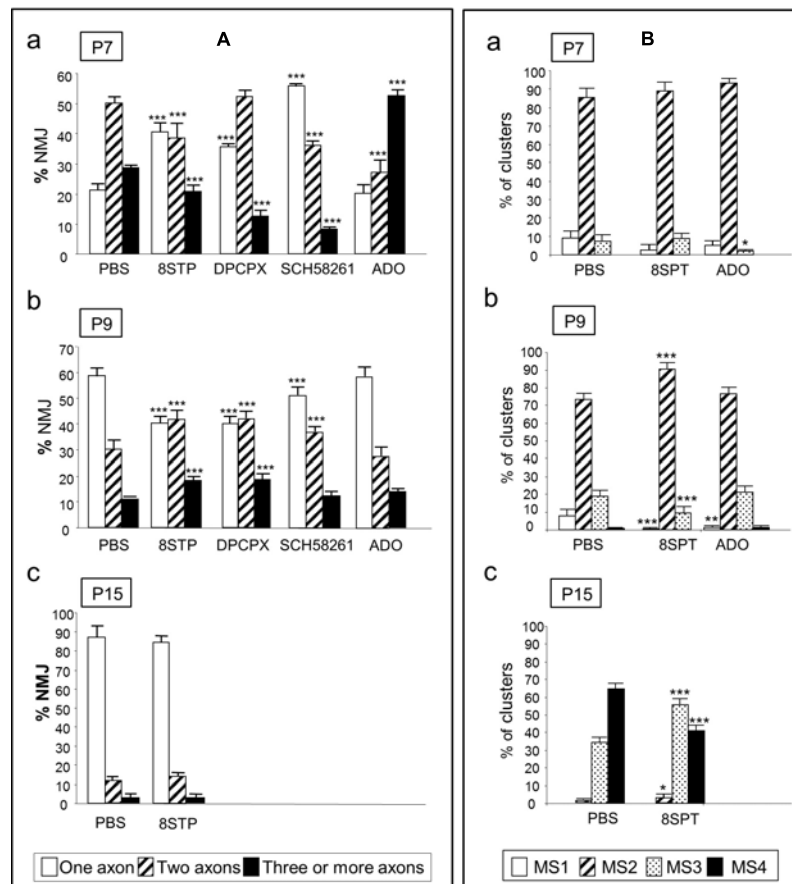 A
a P7
60
50
40
30
20
10
0
% NMJ
*** *** *** *** *** *** *** *** *** ***
PBS 8STP DPCPX SCH58261 ADO
b P9
70
60
50
40
30
20
10
0
% NMJ
*** *** *** *** *** *** *** ***
PBS 8STP DPCPX SCH58261 ADO
c P15
100
90
80
70
60
50
40
30
20
10
0
% NMJ
PBS 8STP
One axon Two axons Three or more axons
B
a P7
100
90
80
70
60
50
40
30
20
10
0
% of clusters
*
PBS 8SPT ADO
b P9
100
90
80
70
60
50
40
30
20
10
0
% of clusters
*** *** *** **
PBS 8SPT ADO
c P15
100
90
80
70
60
50
40
30
20
10
0
% of clusters
* *** ***
PBS 8SPT
MS1 MS2 MS3 MS4